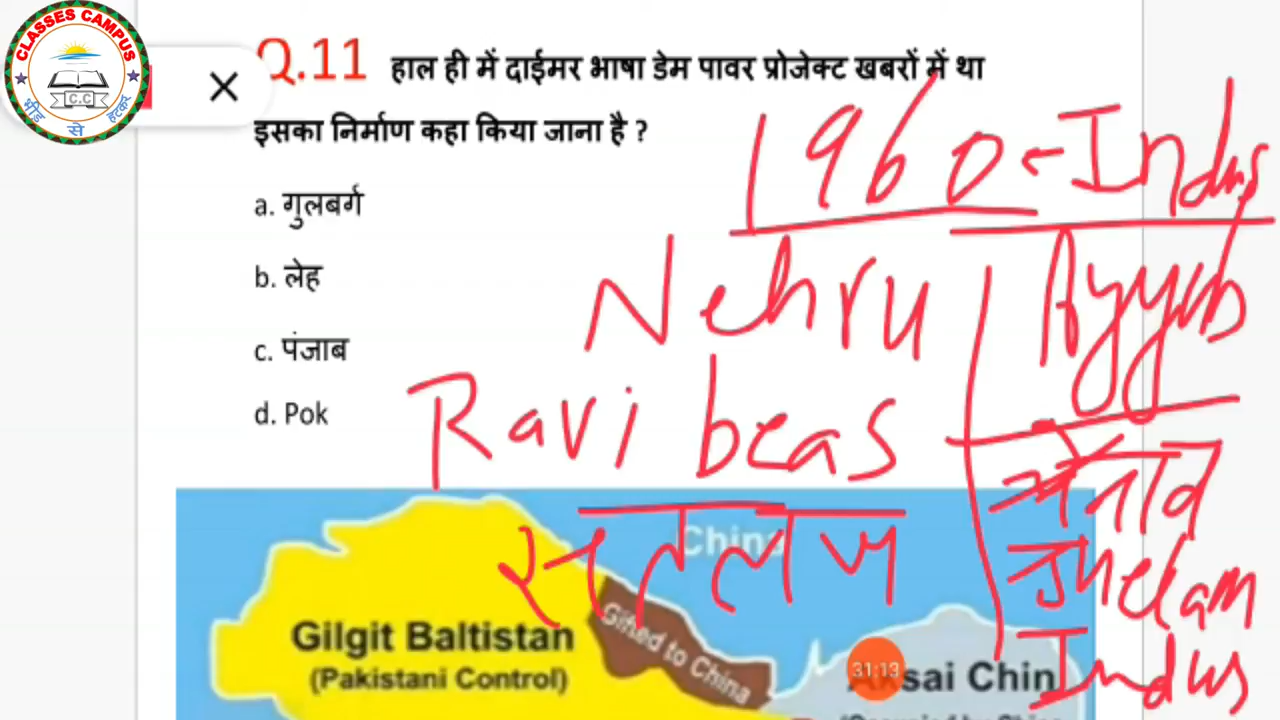 CLASSES CAMPUS
C.C
भीड़ से हटकर
Q.11 हाल ही में दाईमर भाषा डेम पावर प्रोजेक्ट खबरों में था
इसका निर्माण कहा किया जाना है ?
a. गुलबर्ग
b. लेह
c. पंजाब
d. Pok
1960 - Indus
Nehru Ayyub
Ravi beas
सतलज
चेनाब
Jhelam
Indus
China
Gilgit Baltistan
(Pakistani Control)
Gifted to China
31:13
Aksai Chin